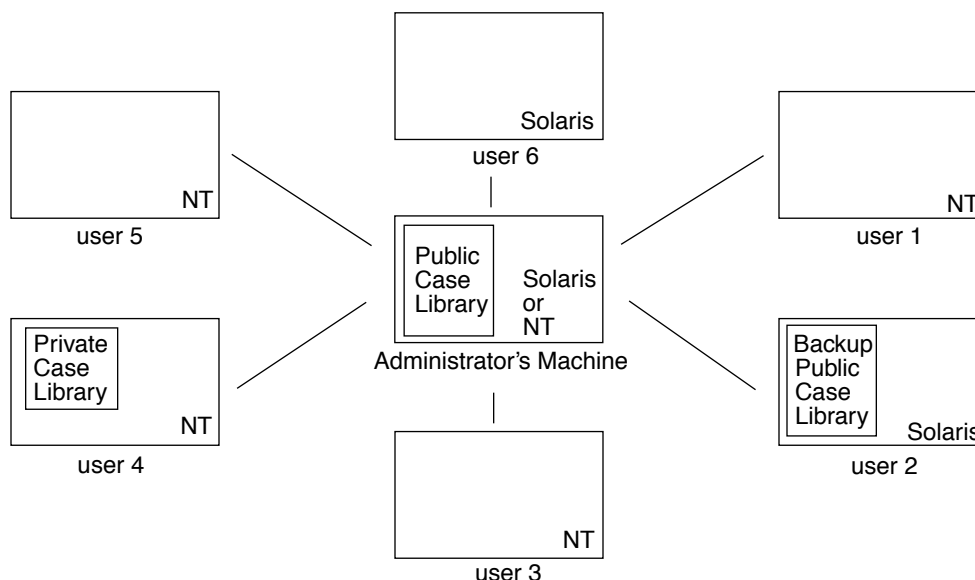 Solaris
user 6
NT
user 5
NT
user 1
Public
Case
Library
Solaris
or
NT
Administrator's Machine
Private
Case
Library
NT
user 4
Backup
Public
Case
Library
Solaris
user 2
NT
user 3